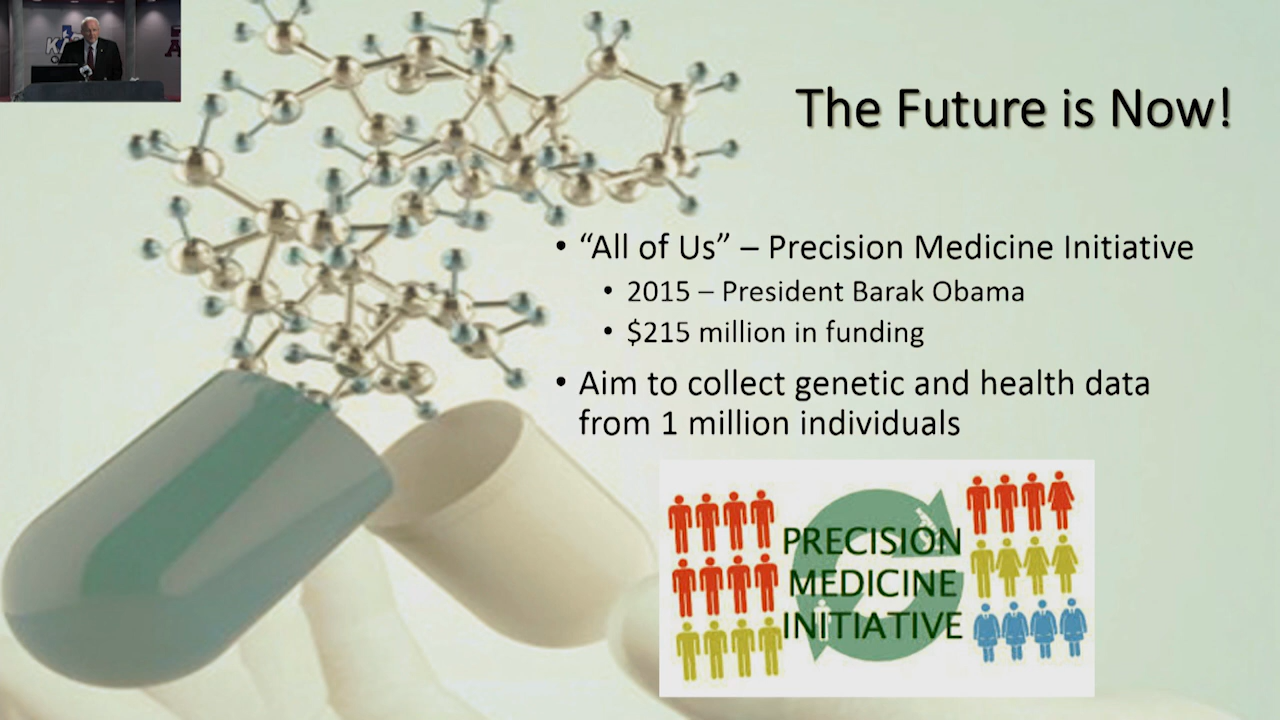 The Future is Now!
• “All of Us” – Precision Medicine Initiative
• 2015 – President Barak Obama
• $215 million in funding
• Aim to collect genetic and health data
from 1 million individuals
PRECISION
MEDICINE
INITIATIVE